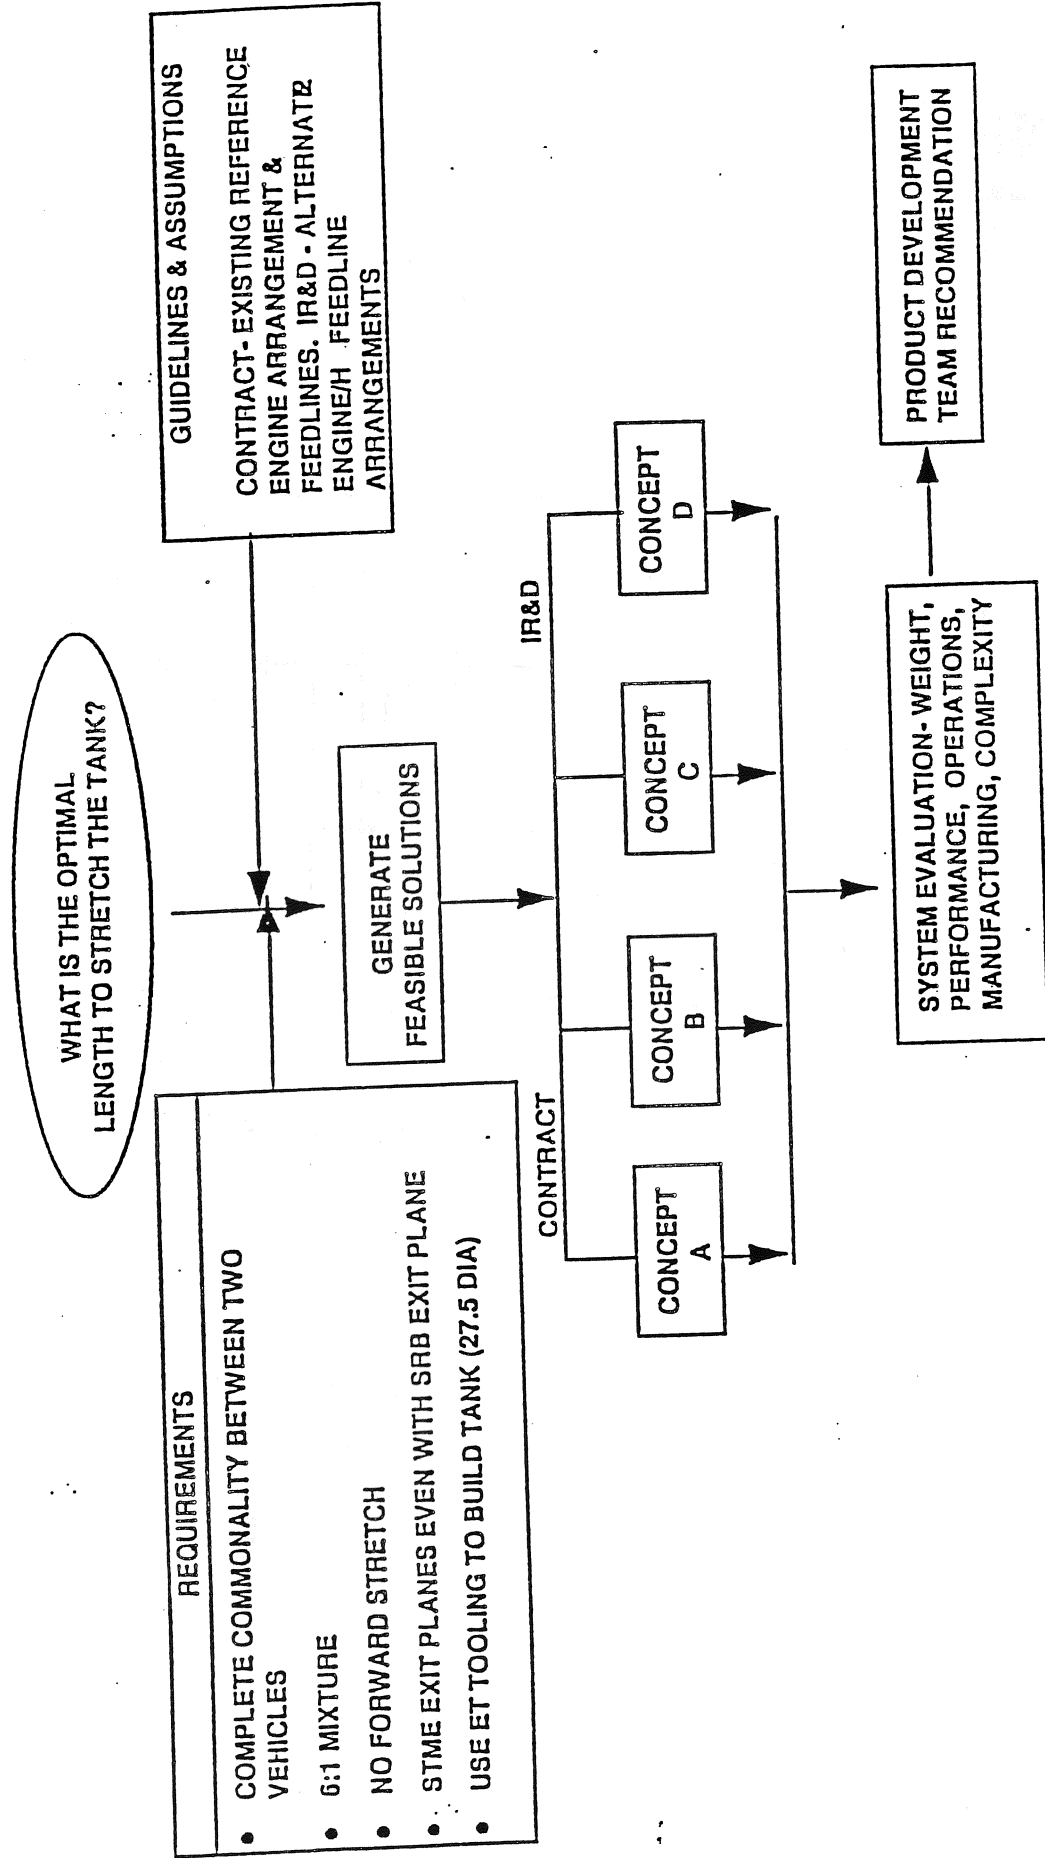 WHAT IS THE OPTIMAL
LENGTH TO STRETCH THE TANK?
REQUIREMENTS
• COMPLETE COMMONALITY BETWEEN TWO
VEHICLES
• 6:1 MIXTURE
• NO FORWARD STRETCH
• STME EXIT PLANES EVEN WITH SRB EXIT PLANE
• USE ET TOOLING TO BUILD TANK (27.5 DIA)
GUIDELINES & ASSUMPTIONS
CONTRACT- EXISTING REFERENCE
ENGINE ARRANGEMENT &
FEEDLINES. IR&D - ALTERNATE
ENGINE/H FEEDLINE
ARRANGEMENTS
GENERATE
FEASIBLE SOLUTIONS
CONTRACT
IR&D
CONCEPT
A
CONCEPT
B
CONCEPT
C
CONCEPT
D
SYSTEM EVALUATION- WEIGHT,
PERFORMANCE, OPERATIONS,
MANUFACTURING, COMPLEXITY
PRODUCT DEVELOPMENT
TEAM RECOMMENDATION